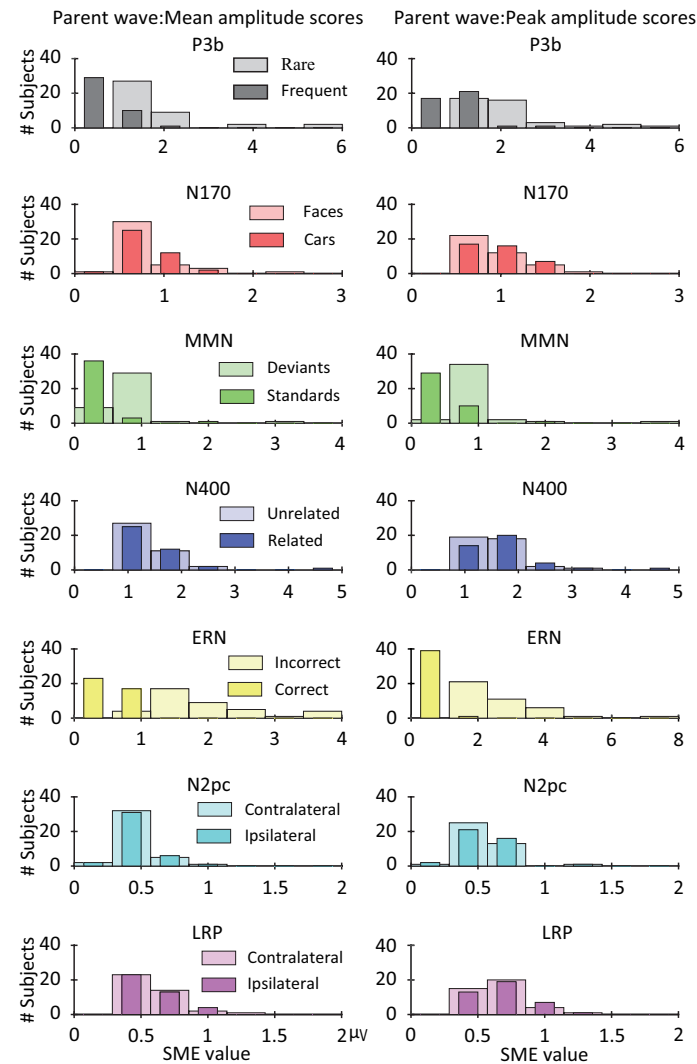 Parent wave:Mean amplitude scores
Parent wave:Peak amplitude scores
P3b
P3b
# Subjects
40
20
0
Rare
Frequent
0 2 4 6
40
20
0
0 2 4 6
N170
N170
# Subjects
40
20
0
Faces
Cars
0 1 2 3
40
20
0
0 1 2 3
MMN
MMN
# Subjects
40
20
0
Deviants
Standards
0 1 2 3 4
40
20
0
0 1 2 3 4
N400
N400
# Subjects
40
20
0
Unrelated
Related
0 1 2 3 4 5
40
20
0
0 1 2 3 4 5
ERN
ERN
# Subjects
40
20
0
Incorrect
Correct
0 1 2 3 4
40
20
0
0 2 4 6 8
N2pc
N2pc
# Subjects
40
20
0
Contralateral
Ipsilateral
0 0.5 1 1.5 2
40
20
0
0 0.5 1 1.5 2
LRP
LRP
# Subjects
40
20
0
Contralateral
Ipsilateral
0 0.5 1 1.5 2 μv
SME value
40
20
0
0 0.5 1 1.5 2
SME value